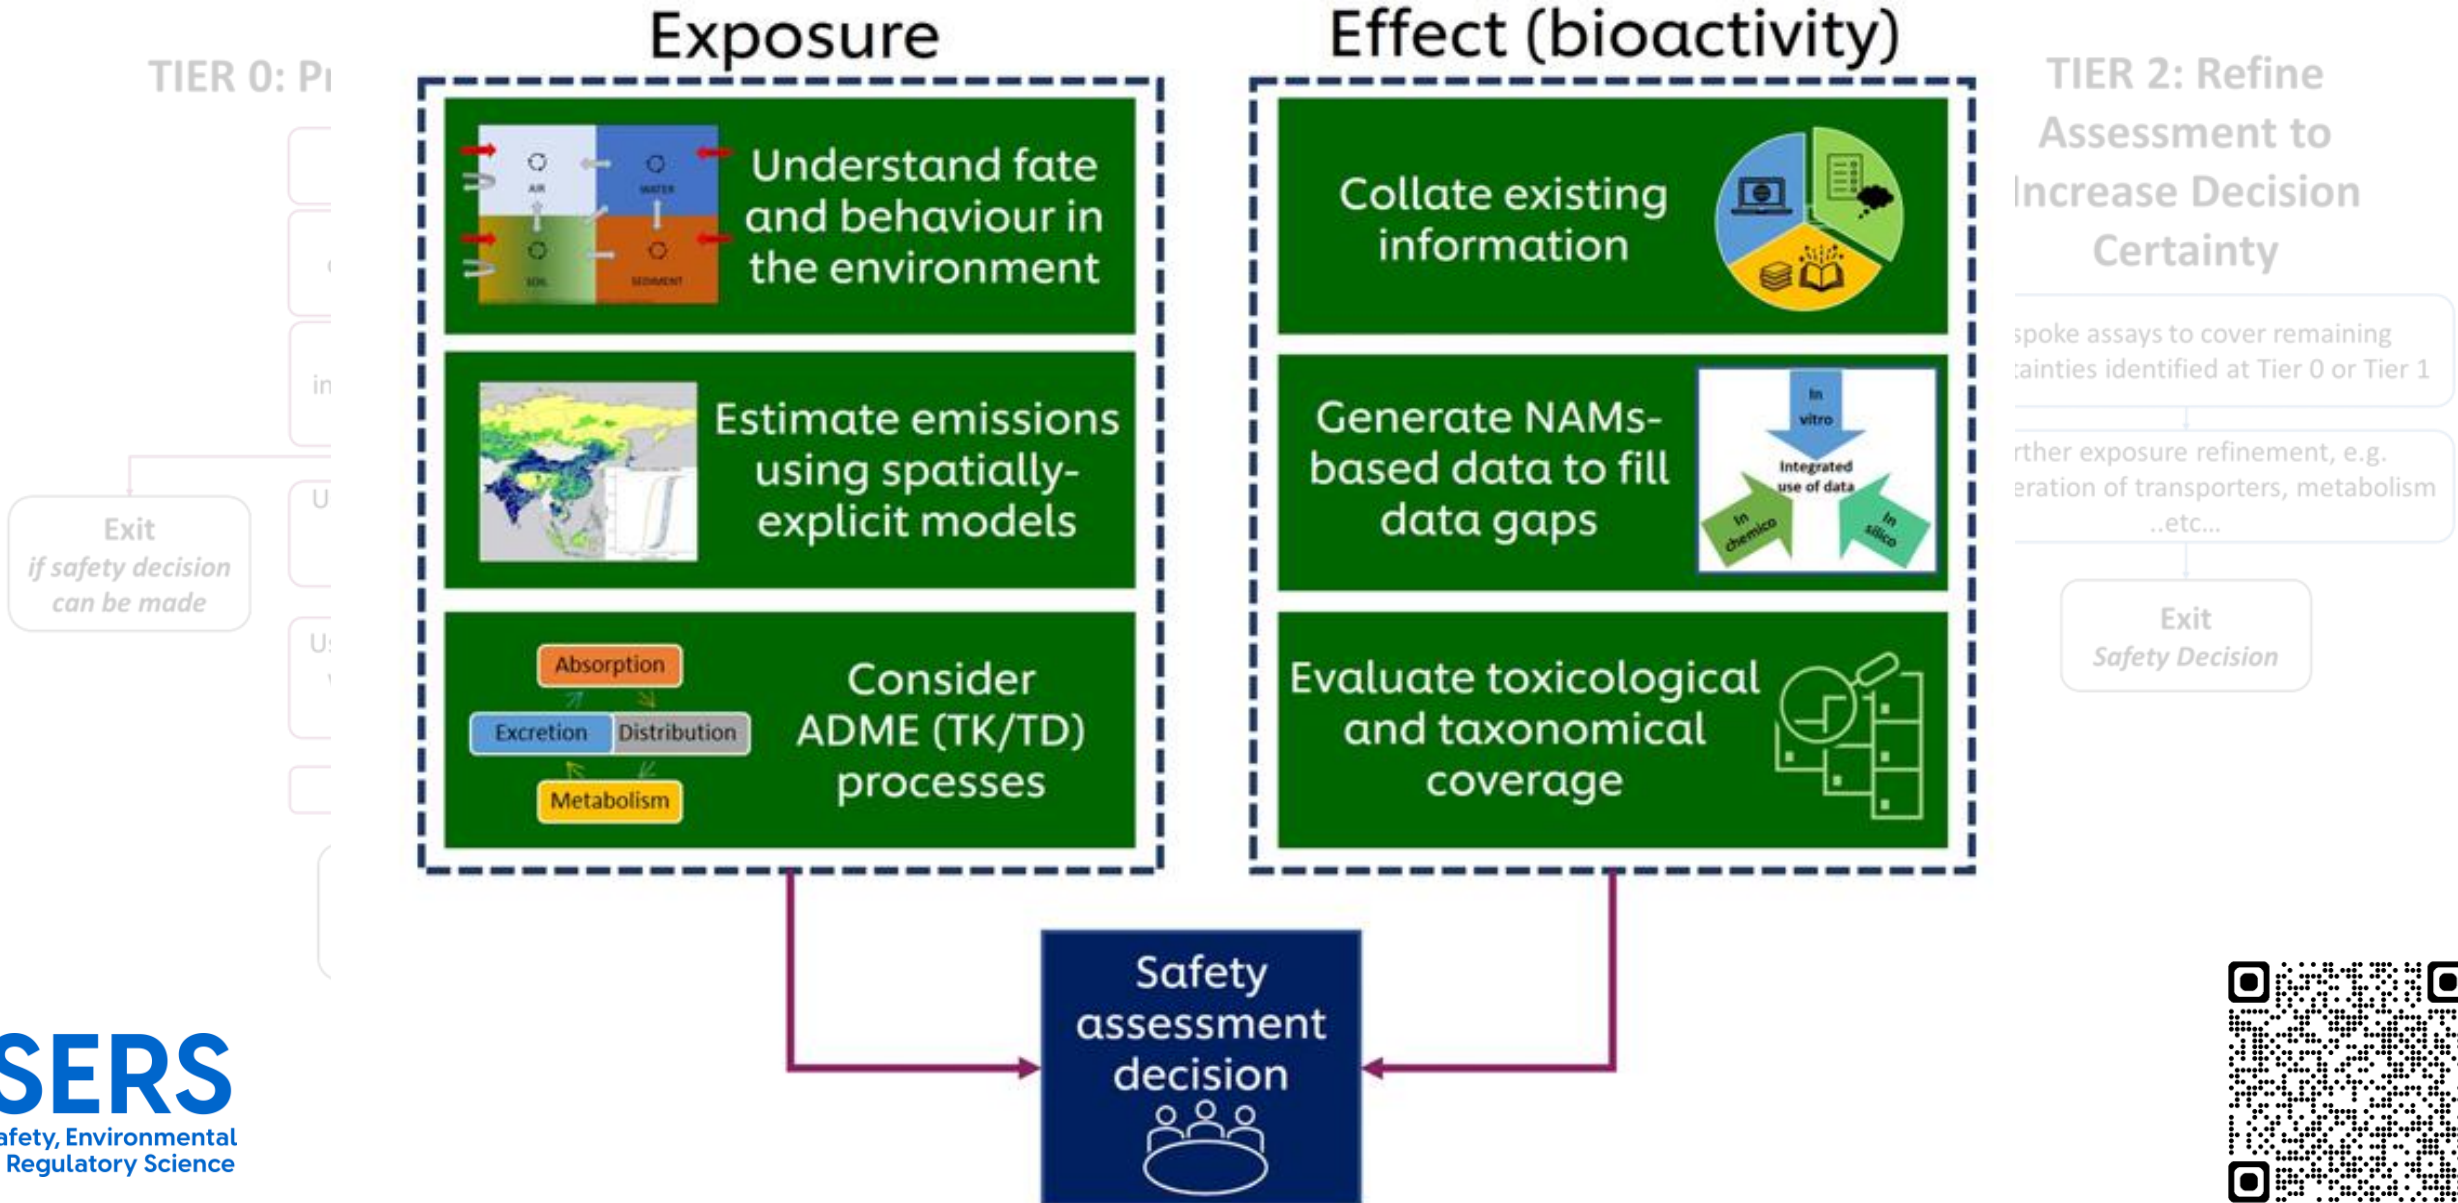 Exposure
Effect (bioactivity)
TIER 0: P
Exit
if safety decision
can be made
in
U
AIR
WATER
SOIL
SEDIMENT
Understand fate
and behaviour in
the environment
Estimate emissions
using spatially-
explicit models
Absorption
Excretion
Distribution
Metabolism
Consider
ADME (TK/TD)
processes
Collate existing
information
Generate NAMs-
based data to fill
data gaps
In
vitro
Integrated
use of data
In
chemico
In
silico
Evaluate toxicological
and taxonomical
coverage
Safety
assessment
decision
TIER 2: Refine
Assessment to
Increase Decision
Certainty
spoke assays to cover remaining
tainties identified at Tier 0 or Tier 1
rther exposure refinement, e.g.
eration of transporters, metabolism
..etc...
Exit
Safety Decision
SERS
afety, Environmental
Regulatory Science